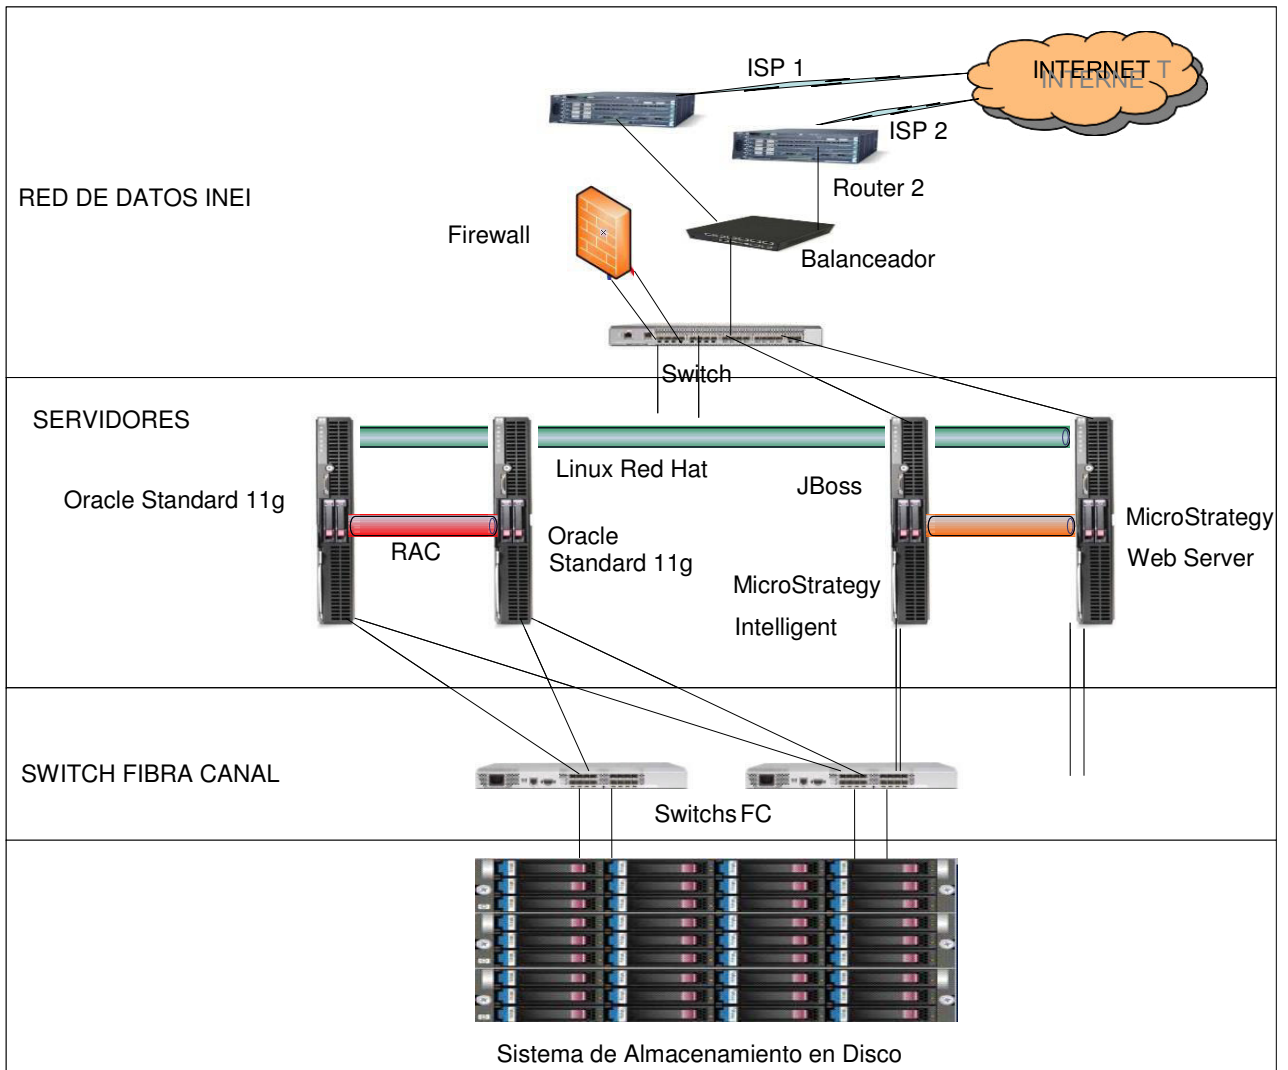 INTERNET T
INTERNE
ISP 1
ISP 2
RED DE DATOS INEI
Router 2
Firewall
Balanceador
Switch
SERVIDORES
Linux Red Hat
JBoss
Oracle Standard 11g
MicroStrategy
Web Server
RAC
Oracle
Standard 11g
MicroStrategy
Intelligent
SWITCH FIBRA CANAL
Switchs FC
Sistema de Almacenamiento en Disco